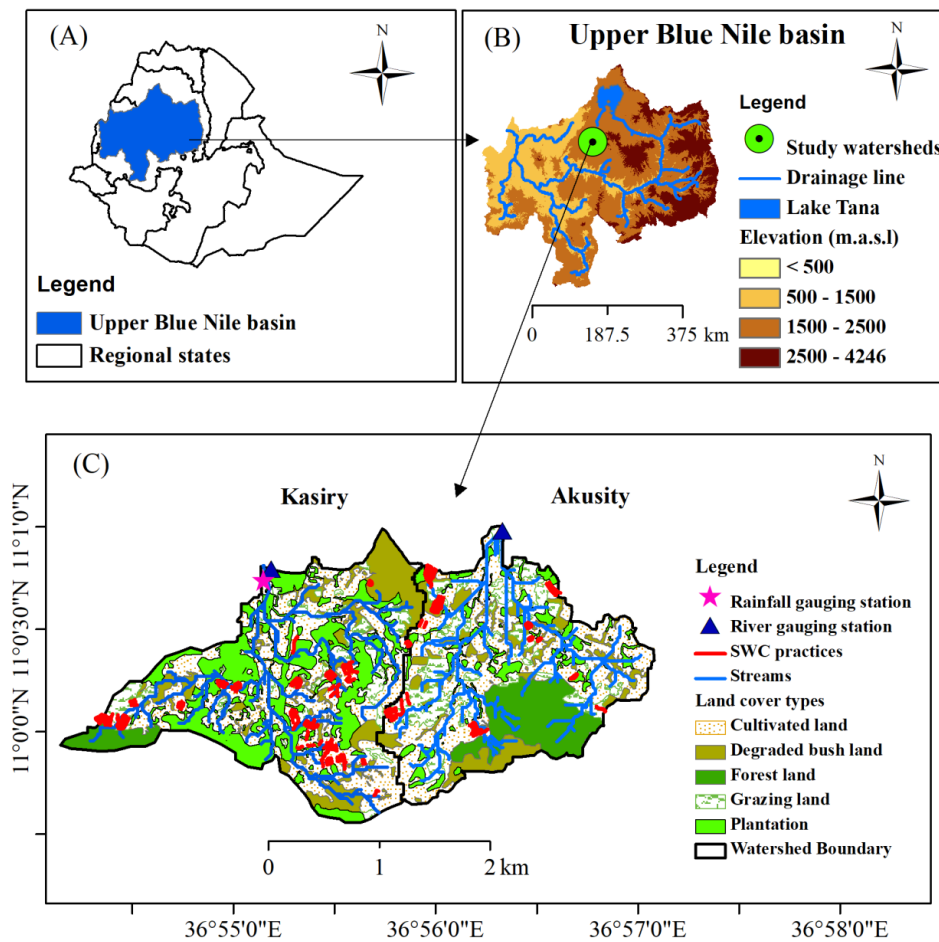 (A)
N
Legend
Upper Blue Nile basin
Regional states
(B)
Upper Blue Nile basin
N
Legend
Study watersheds
Drainage line
Lake Tana
Elevation (m.a.s.l)
< 500
500 - 1500
1500 - 2500
2500 - 4246
0 187.5 375 km
(C)
Kasiry
Akusity
N
11°1'0"N
11°0'30"N
11°0'0"N
Legend
Rainfall gauging station
River gauging station
SWC practices
Streams
Land cover types
Cultivated land
Degraded bush land
Forest land
Grazing land
Plantation
Watershed Boundary
0 1 2 km
36°55'0"E 36°56'0"E 36°57'0"E 36°58'0"E